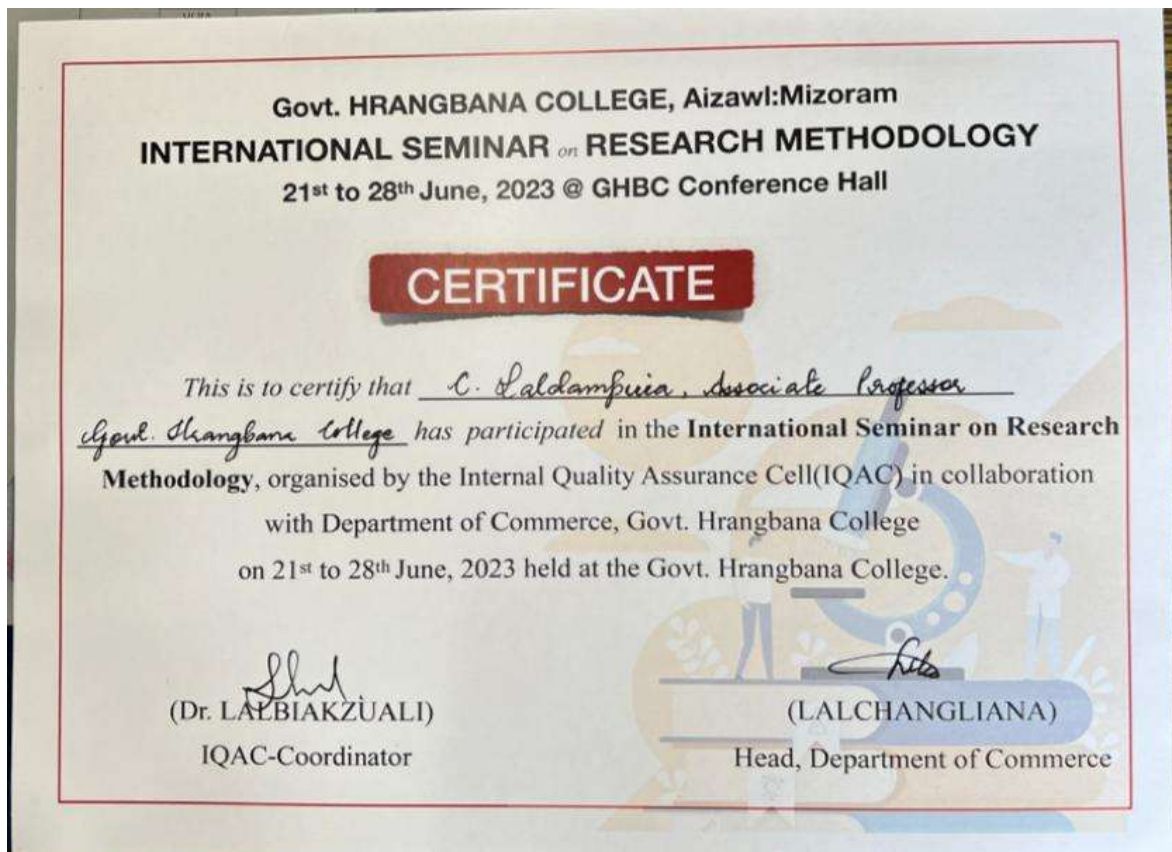 Govt. HRANGBANA COLLEGE, Aizawl:Mizoram
INTERNATIONAL SEMINAR on RESEARCH METHODOLOGY
21st to 28th June, 2023 @ GHBC Conference Hall
CERTIFICATE
This is to certify that C. Laldampuia, Associate Professor
Govt. Hrangbana College has participated in the International Seminar on Research
Methodology, organised by the Internal Quality Assurance Cell(IQAC) in collaboration
with Department of Commerce, Govt. Hrangbana College
on 21st to 28th June, 2023 held at the Govt. Hrangbana College.
(Dr. LALBIAKZUALI) (LALCHANGLIANA)
IQAC-Coordinator Head, Department of Commerce